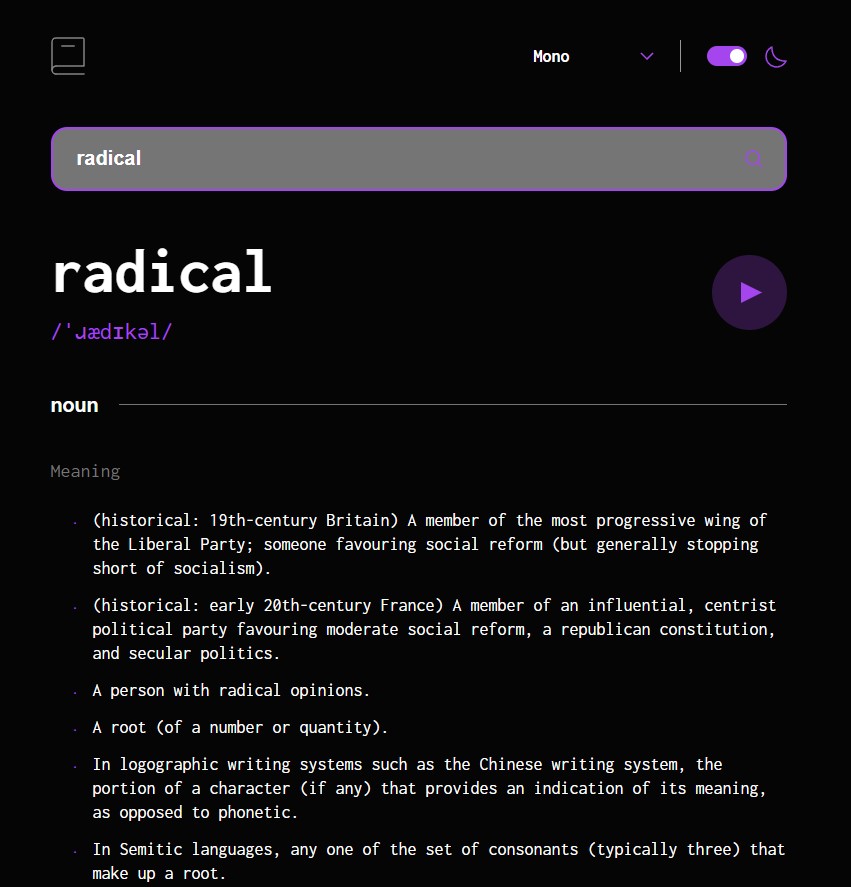 Mono
radical
radical
/ˈɹædɪkəl/
noun
Meaning
(historical: 19th-century Britain) A member of the most progressive wing of
the Liberal Party; someone favouring social reform (but generally stopping
short of socialism).
(historical: early 20th-century France) A member of an influential, centrist
political party favouring moderate social reform, a republican constitution,
and secular politics.
A person with radical opinions.
A root (of a number or quantity).
In logographic writing systems such as the Chinese writing system, the
portion of a character (if any) that provides an indication of its meaning,
as opposed to phonetic.
In Semitic languages, any one of the set of consonants (typically three) that
make up a root.